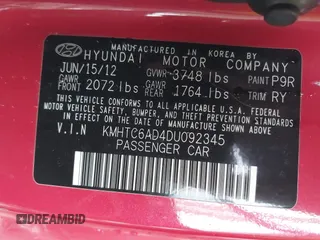 MANUFACTURED IN KOREA
HYUNDAI MOTOR COMPANY
JUN/15/12 GVWR 3748 lbs PAINT P9R
GAWR FRONT 2072 lbs GAWR REAR 1764 lbs TRIM RY
THIS VEHICLE CONFORMS TO ALL APPLICABLE U.S.
FEDERAL MOTOR VEHICLE SAFETY, BUMPER, AND
THEFT PREVENTION STANDARDS IN EFFECT ON THE
DATE OF MANUFACTURE SHOWN ABOVE.
V.I.N KMHTC6AD4DU092345
PASSENGER CAR
DREAMBID